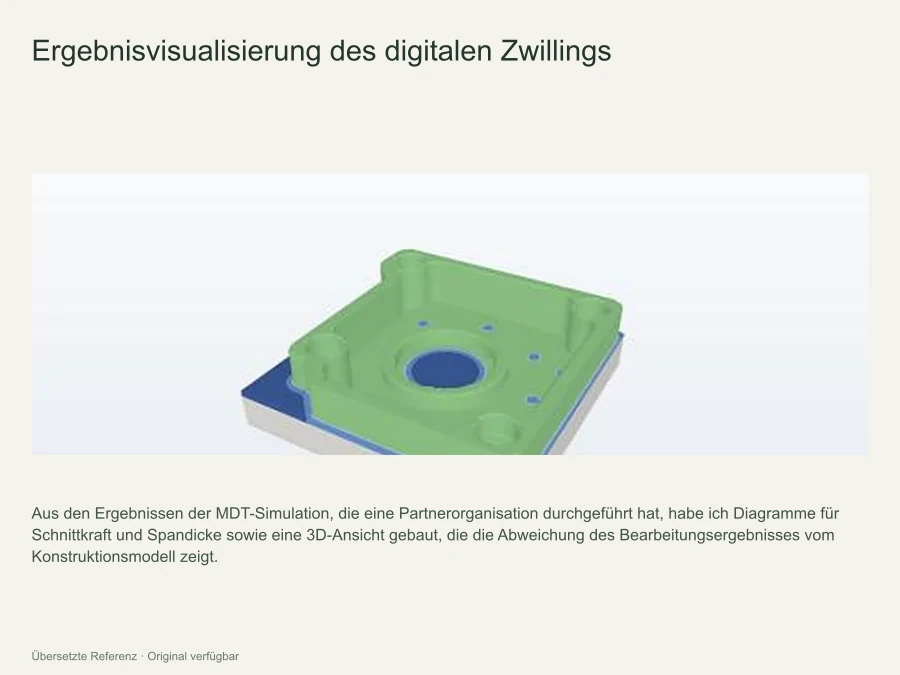 Ergebnisvisualisierung des digitalen Zwillings
Aus den Ergebnissen der MDT-Simulation, die eine Partnerorganisation durchgeführt hat, habe ich Diagramme für
Schnittkraft und Spandicke sowie eine 3D-Ansicht gebaut, die die Abweichung des Bearbeitungsergebnisses vom
Konstruktionsmodell zeigt.
Übersetzte Referenz · Original verfügbar